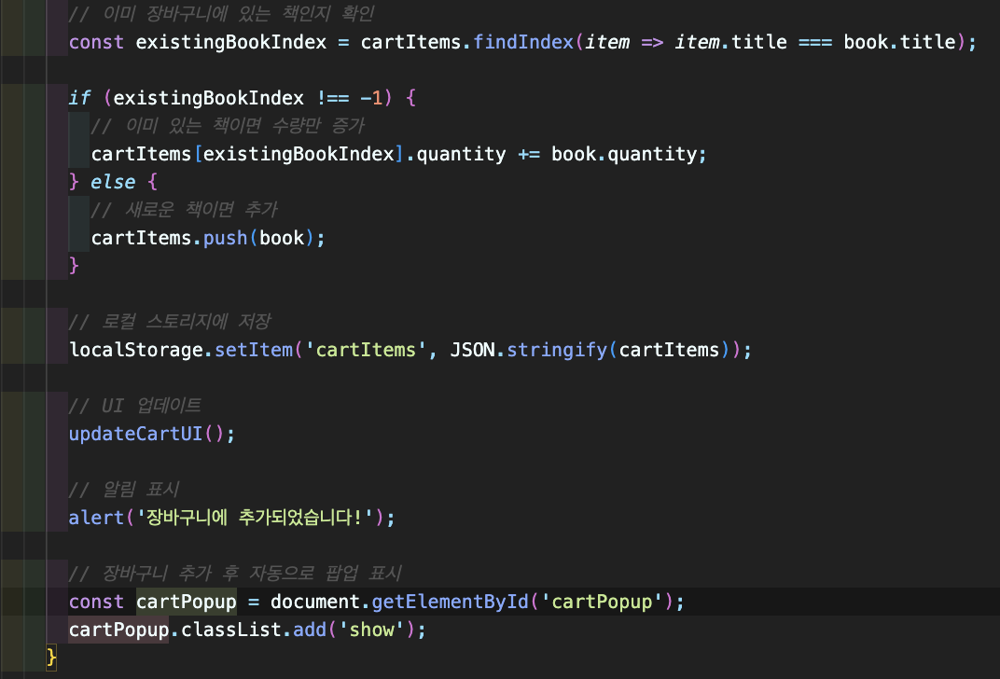 // 이미 장바구니에 있는 책인지 확인
const existingBookIndex = cartItems.findIndex(item => item.title === book.title);
if (existingBookIndex !== -1) {
// 이미 있는 책이면 수량만 증가
cartItems[existingBookIndex].quantity += book.quantity;
} else {
// 새로운 책이면 추가
cartItems.push(book);
}
// 로컬 스토리지에 저장
localStorage.setItem('cartItems', JSON.stringify(cartItems));
// UI 업데이트
updateCartUI();
// 알림 표시
alert('장바구니에 추가되었습니다!');
// 장바구니 추가 후 자동으로 팝업 표시
const cartPopup = document.getElementById('cartPopup');
cartPopup.classList.add('show');
}